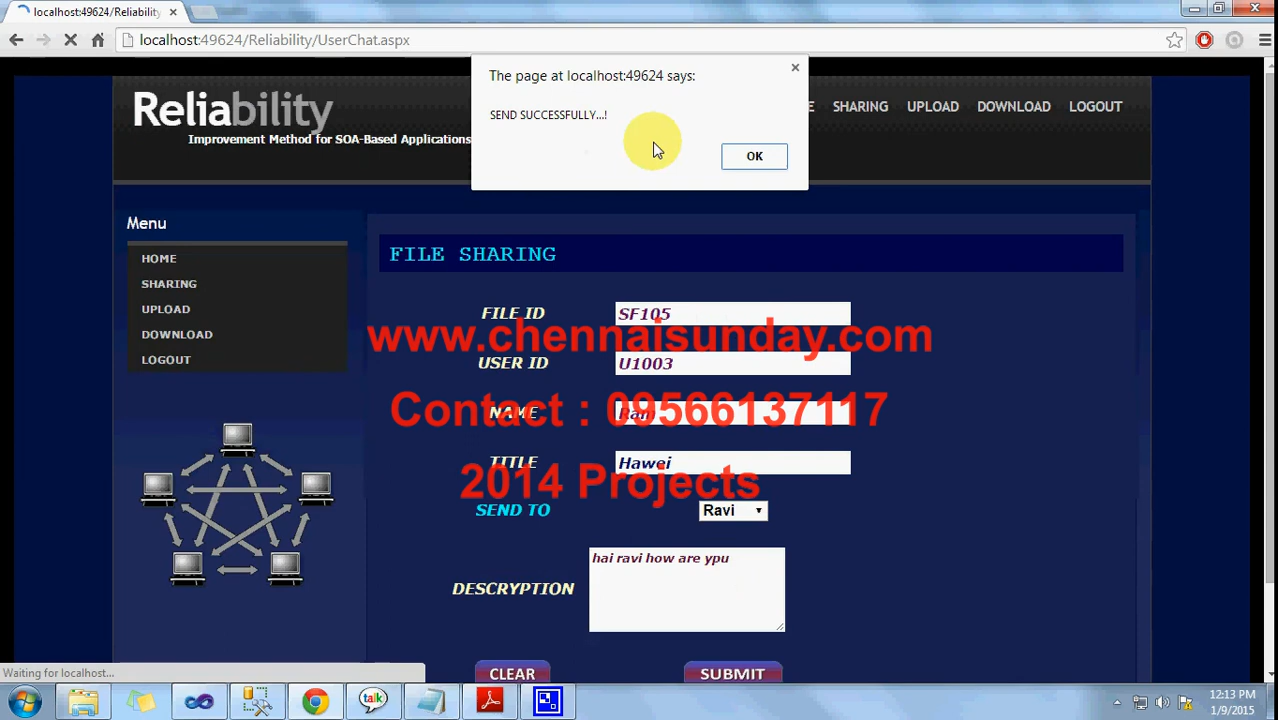 localhost:49624/Reliability
localhost:49624/Reliability/UserChat.aspx
The page at localhost:49624 says:
SEND SUCCESSFULLY...!
OK
Reliability
Improvement Method for SOA-Based Applications
SHARING UPLOAD DOWNLOAD LOGOUT
Menu
HOME
SHARING
UPLOAD
DOWNLOAD
LOGOUT
FILE SHARING
FILE ID SF105
www.chennaisunday.com
USER ID U1003
NAME
Contact : 09566137117
TITLE Hawei
2014 Projects
SEND TO Ravi
DESCRYPTION hai ravi how are ypu
CLEAR SUBMIT
Waiting for localhost...
talk
12:13 PM
1/9/2015